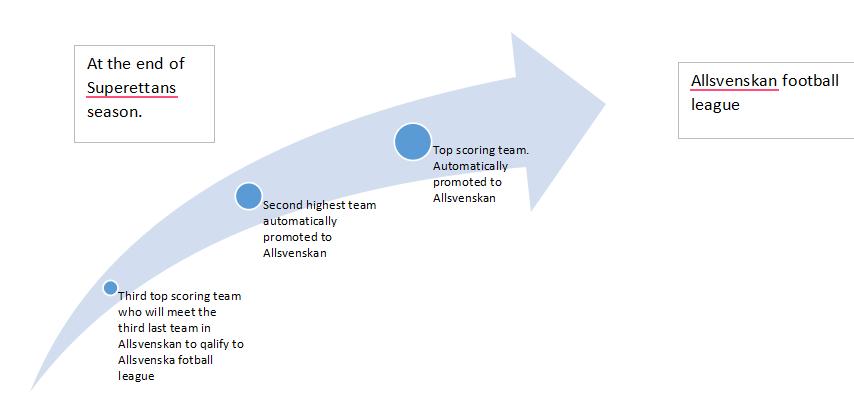 At the end of
Superettans
season.
Allsvenskan football
league
Top scoring team.
Automatically
promoted to
Allsvenskan
Second highest team
automatically
promoted to
Allsvenskan
Third top scoring team
who will meet the
third last team in
Allsvenskan to qalify to
Allsvenska fotball
league